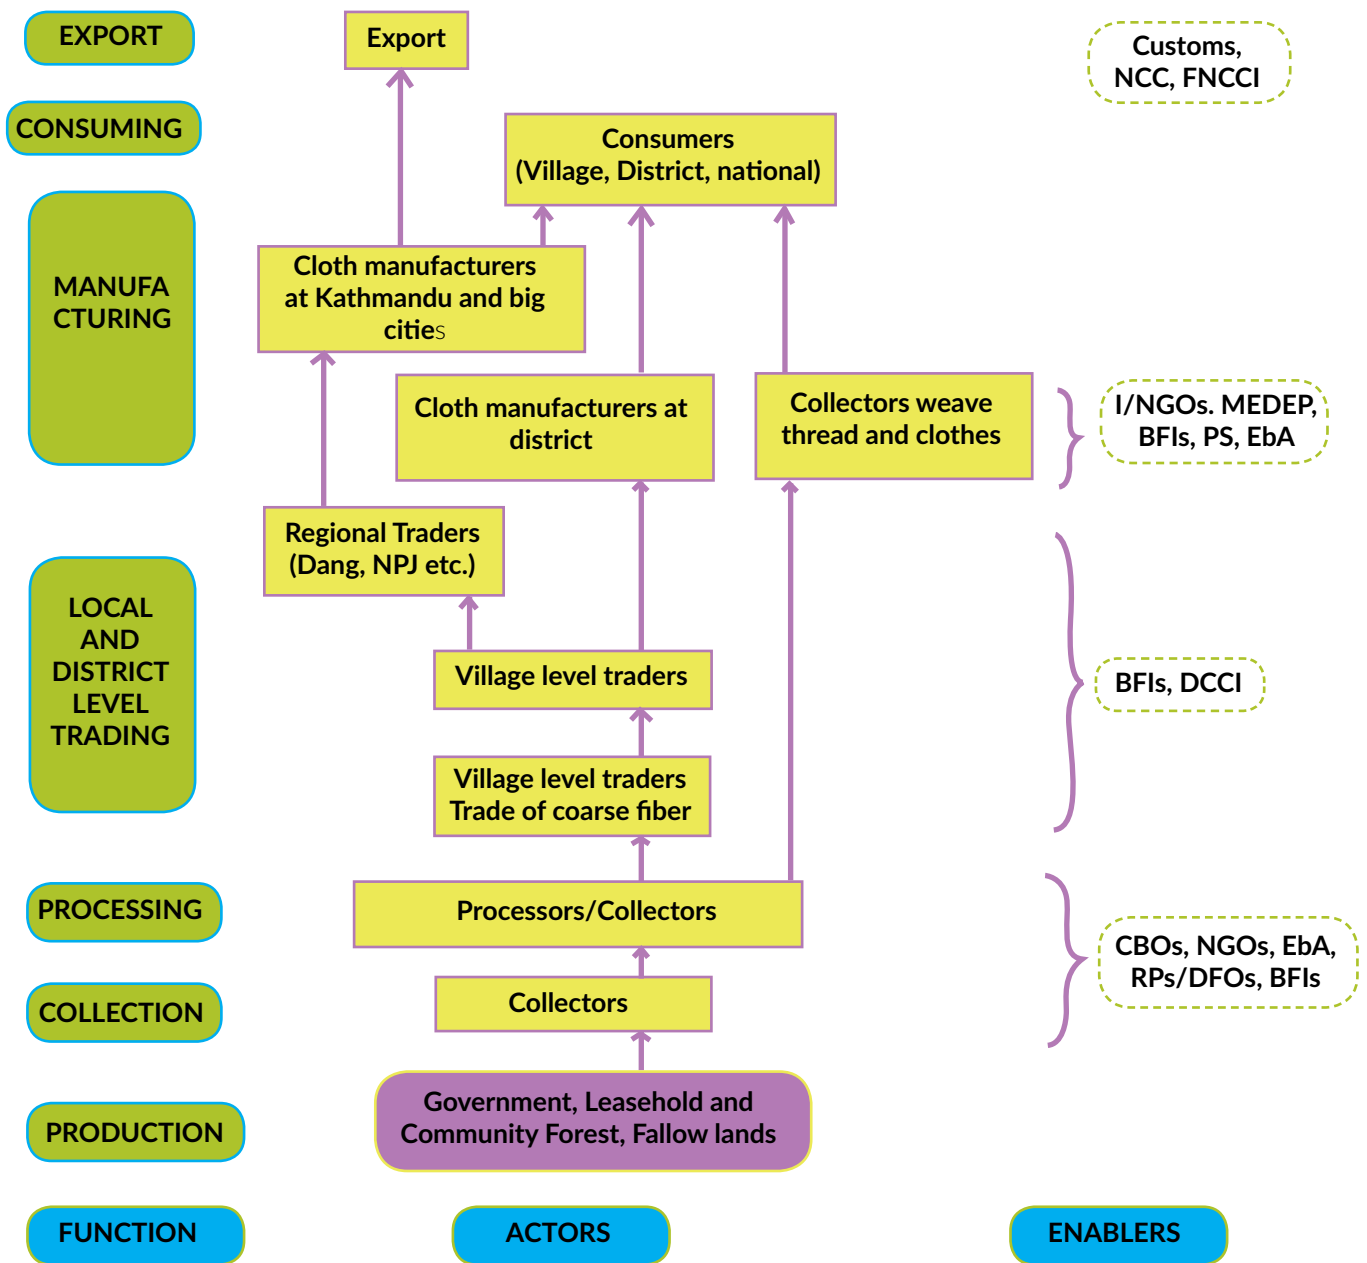 EXPORT
Export
Customs,
NCC, FNCCI
CONSUMING
Consumers
(Village, District, national)
MANUFA
CTURING
Cloth manufacturers
at Kathmandu and big
cities
Cloth manufacturers at
district
Collectors weave
thread and clothes
I/NGOs. MEDEP,
BFIs, PS, EbA
Regional Traders
(Dang, NPJ etc.)
LOCAL
AND
DISTRICT
LEVEL
TRADING
Village level traders
BFIs, DCCI
Village level traders
Trade of coarse fiber
PROCESSING
Processors/Collectors
CBOs, NGOs, EbA,
RPs/DFOs, BFIs
COLLECTION
Collectors
PRODUCTION
Government, Leasehold and
Community Forest, Fallow lands
FUNCTION
ACTORS
ENABLERS